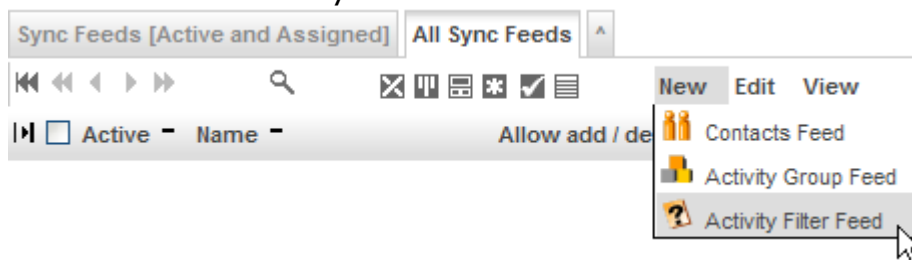 Sync Feeds [Active and Assigned] All Sync Feeds ^
New Edit View
Active - Name - Allow add / de
Contacts Feed
Activity Group Feed
Activity Filter Feed